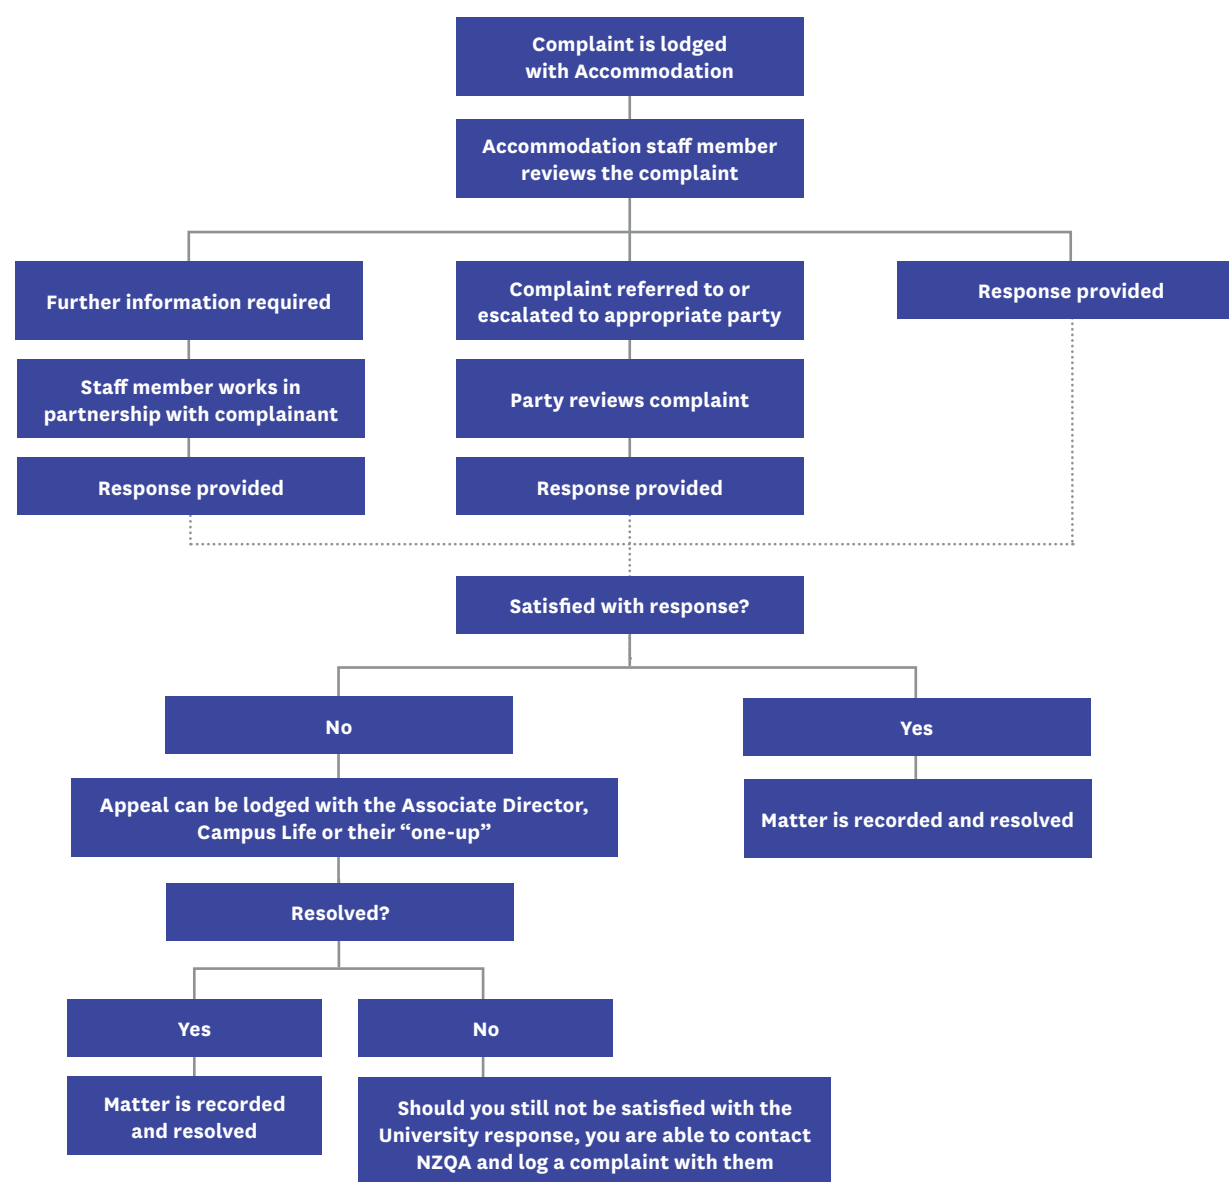 Complaint is lodged
with Accommodation
Accommodation staff member
reviews the complaint
Further information required
Complaint referred to or
escalated to appropriate party
Response provided
Staff member works in
partnership with complainant
Party reviews complaint
Response provided
Response provided
Satisfied with response?
No
Yes
Appeal can be lodged with the Associate Director,
Campus Life or their “one-up”
Matter is recorded and resolved
Resolved?
Yes
No
Matter is recorded
and resolved
Should you still not be satisfied with the
University response, you are able to contact
NZQA and log a complaint with them